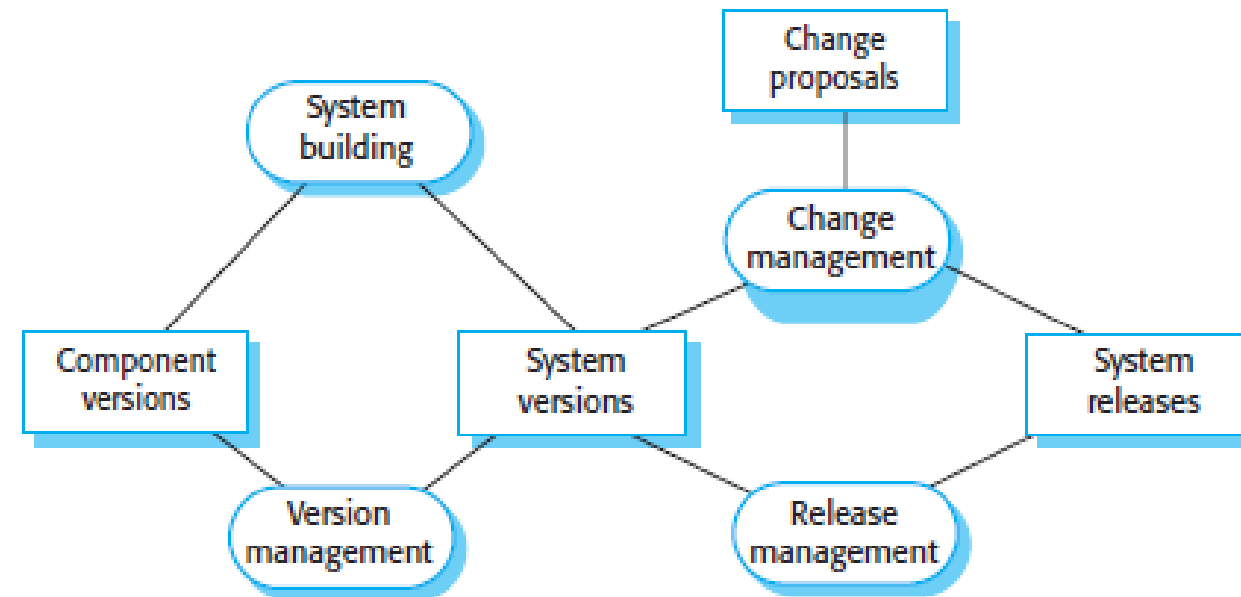 Change
proposals
System
building
Change
management
Component
versions
System
versions
System
releases
Version
management
Release
management